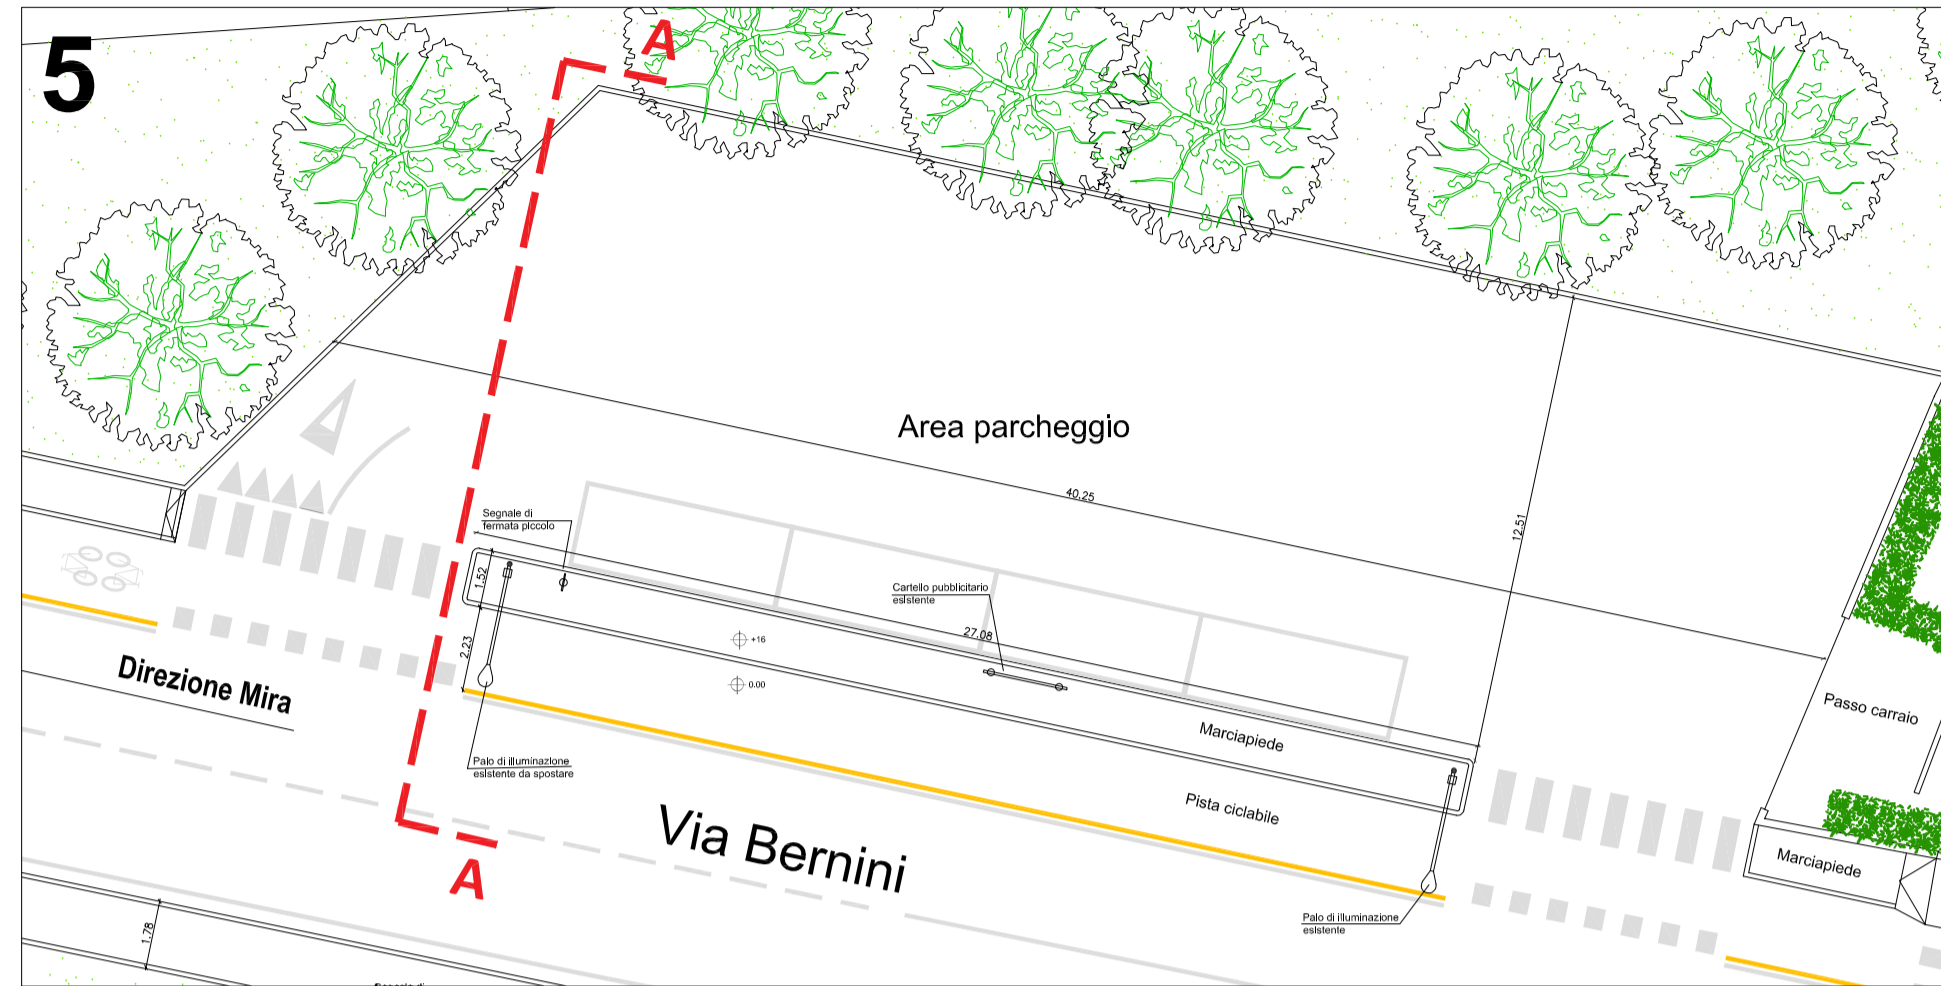 5
A
Area parcheggio
40.25
12.51
Segnale di
fermata piccolo
1.52
Cartello pubblicitario
esistente
27.08
2.23
+16
0.00
Direzione Mira
Passo carraio
Marciapiede
Palo di illuminazione
esistente da spostare
Pista ciclabile
Via Bernini
Marciapiede
A
Palo di illuminazione
esistente
1.78